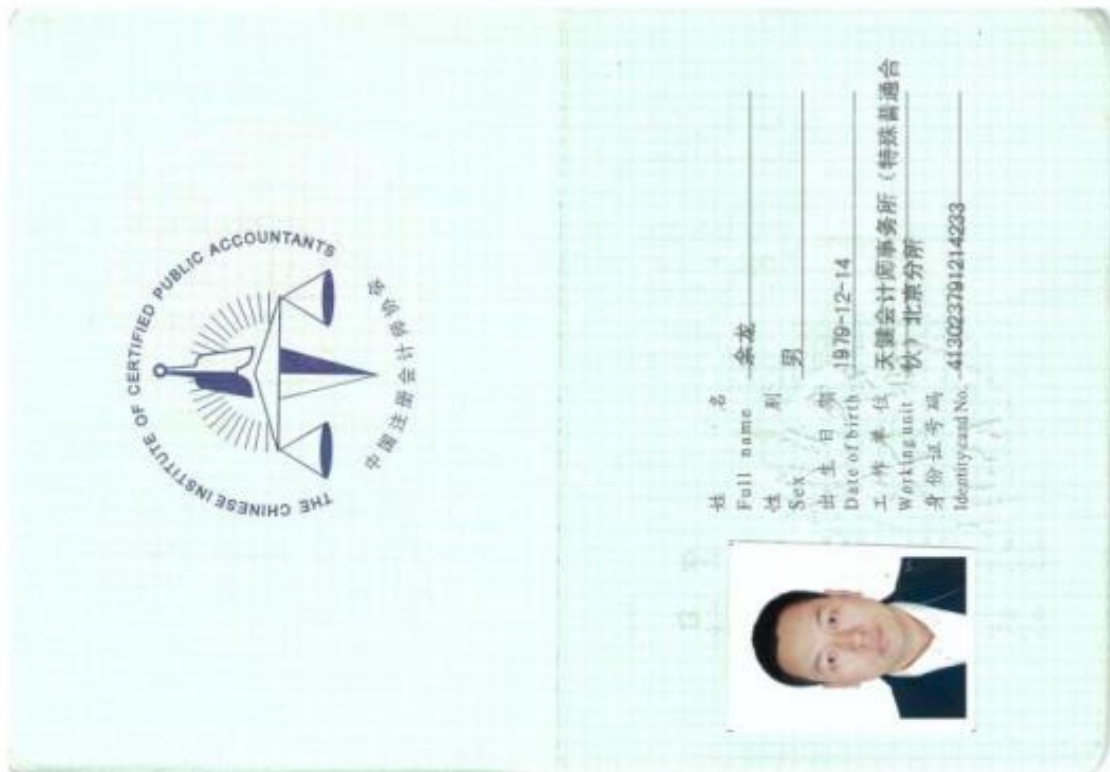 THE CHINESE INSTITUTE OF CERTIFIED PUBLIC ACCOUNTANTS
中国注册会计师协会
姓 名 余龙
Full name
性 别 男
Sex
出 生 日 期 1979-12-14
Date of birth
工 作 单 位 天健会计师事务所（特殊普通合
Working unit 伙）北京分所
身 份 证 号 码
Identity card No. 413023791214233